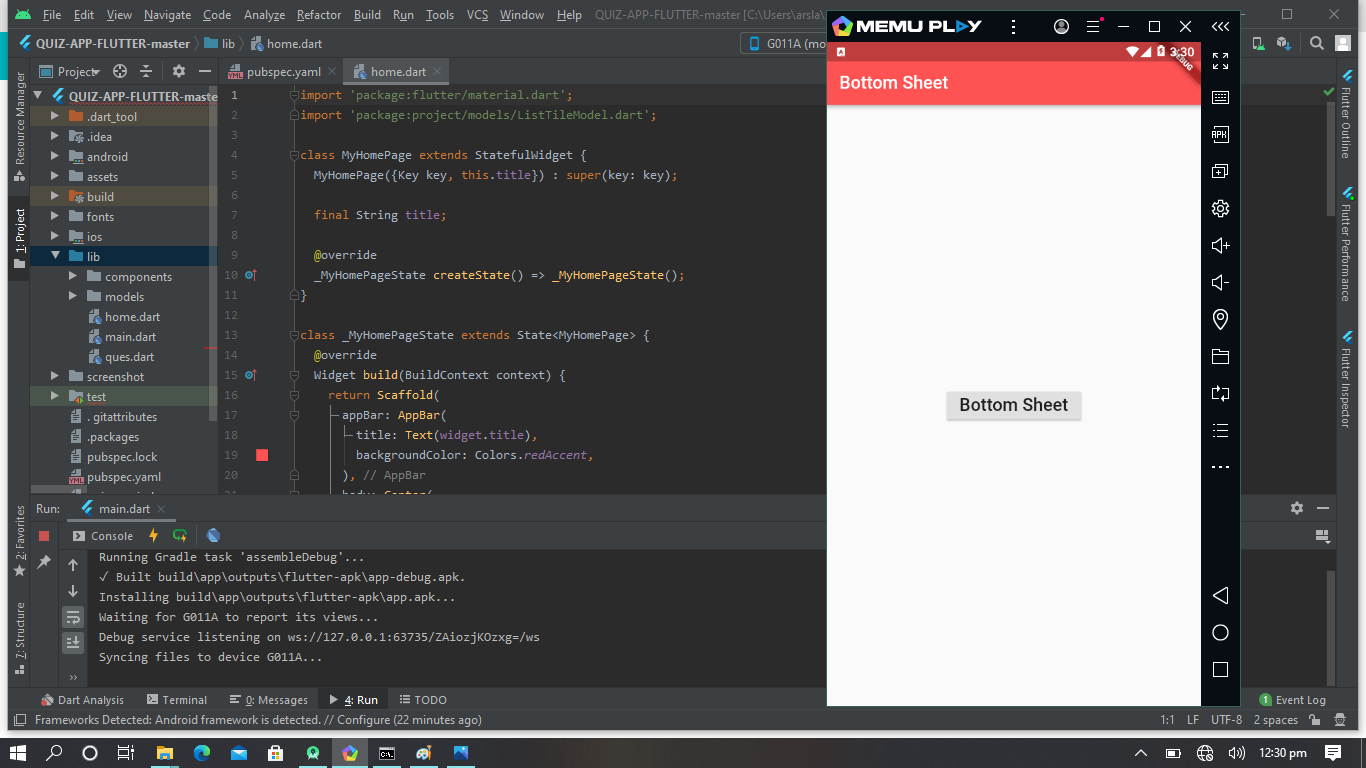 File Edit View Navigate Code Analyze Refactor Build Run Tools VCS Window Help QUIZ-APP-FLUTTER-master [C:\Users\arsla\
QUIZ-APP-FLUTTER-master lib home.dart G011A (mo
Project pubspec.yaml home.dart
Resource Manager
1: Project
2: Favorites
7: Structure
QUIZ-APP-FLUTTER-maste
.dart_tool
.idea
android
assets
build
fonts
ios
lib
components
models
home.dart
main.dart
ques.dart
screenshot
test
.gitattributes
.packages
pubspec.lock
pubspec.yaml
1 import 'package:flutter/material.dart';
2 import 'package:project/models/ListTileModel.dart';
3
4 class MyHomePage extends StatefulWidget {
5 MyHomePage({Key key, this.title}) : super(key: key);
6
7 final String title;
8
9 @override
10 _MyHomePageState createState() => _MyHomePageState();
11 }
12
13 class _MyHomePageState extends State<MyHomePage> {
14 @override
15 Widget build(BuildContext context) {
16 return Scaffold(
17 appBar: AppBar(
18 title: Text(widget.title),
19 backgroundColor: Colors.redAccent,
20 ), // AppBar
21 body: Center(
MEMU PLAY
3:30
DEBUG
Bottom Sheet
Bottom Sheet
APK
Flutter Outline
Flutter Performance
Flutter Inspector
Run: main.dart
Console
Running Gradle task 'assembleDebug'...
√ Built build\app\outputs\flutter-apk\app-debug.apk.
Installing build\app\outputs\flutter-apk\app.apk...
Waiting for G011A to report its views...
Debug service listening on ws://127.0.0.1:63735/ZAiozjKOzxg=/ws
Syncing files to device G011A...
Dart Analysis Terminal 0: Messages 4: Run TODO 1 Event Log
Frameworks Detected: Android framework is detected. // Configure (22 minutes ago) 1:1 LF UTF-8 2 spaces
12:30 pm